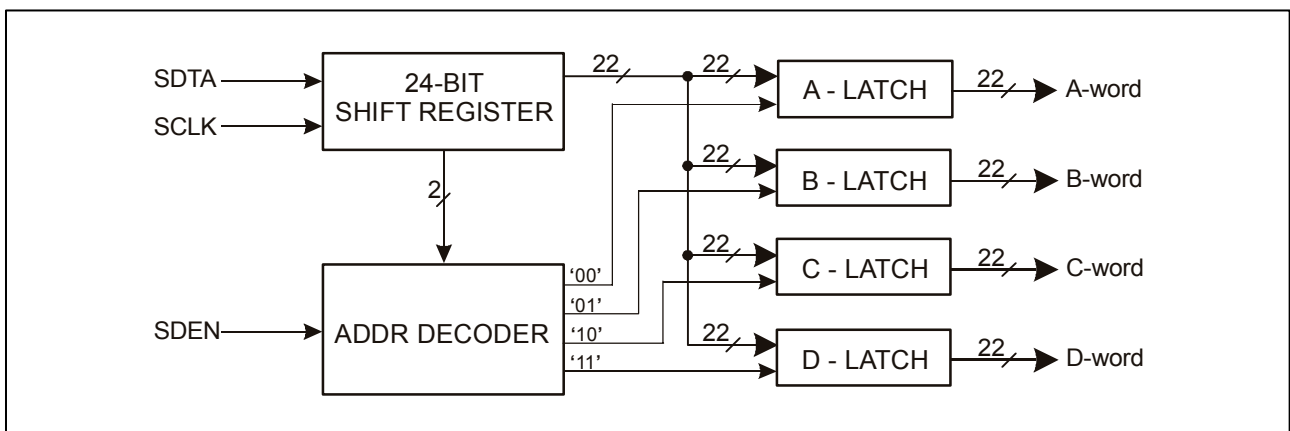 SDTA
SCLK
24-BIT
SHIFT REGISTER
22
22
A - LATCH
22
A-word
22
B - LATCH
22
B-word
2
22
C - LATCH
22
C-word
SDEN
ADDR DECODER
‘00’
‘01’
‘10’
‘11’
22
D - LATCH
22
D-word